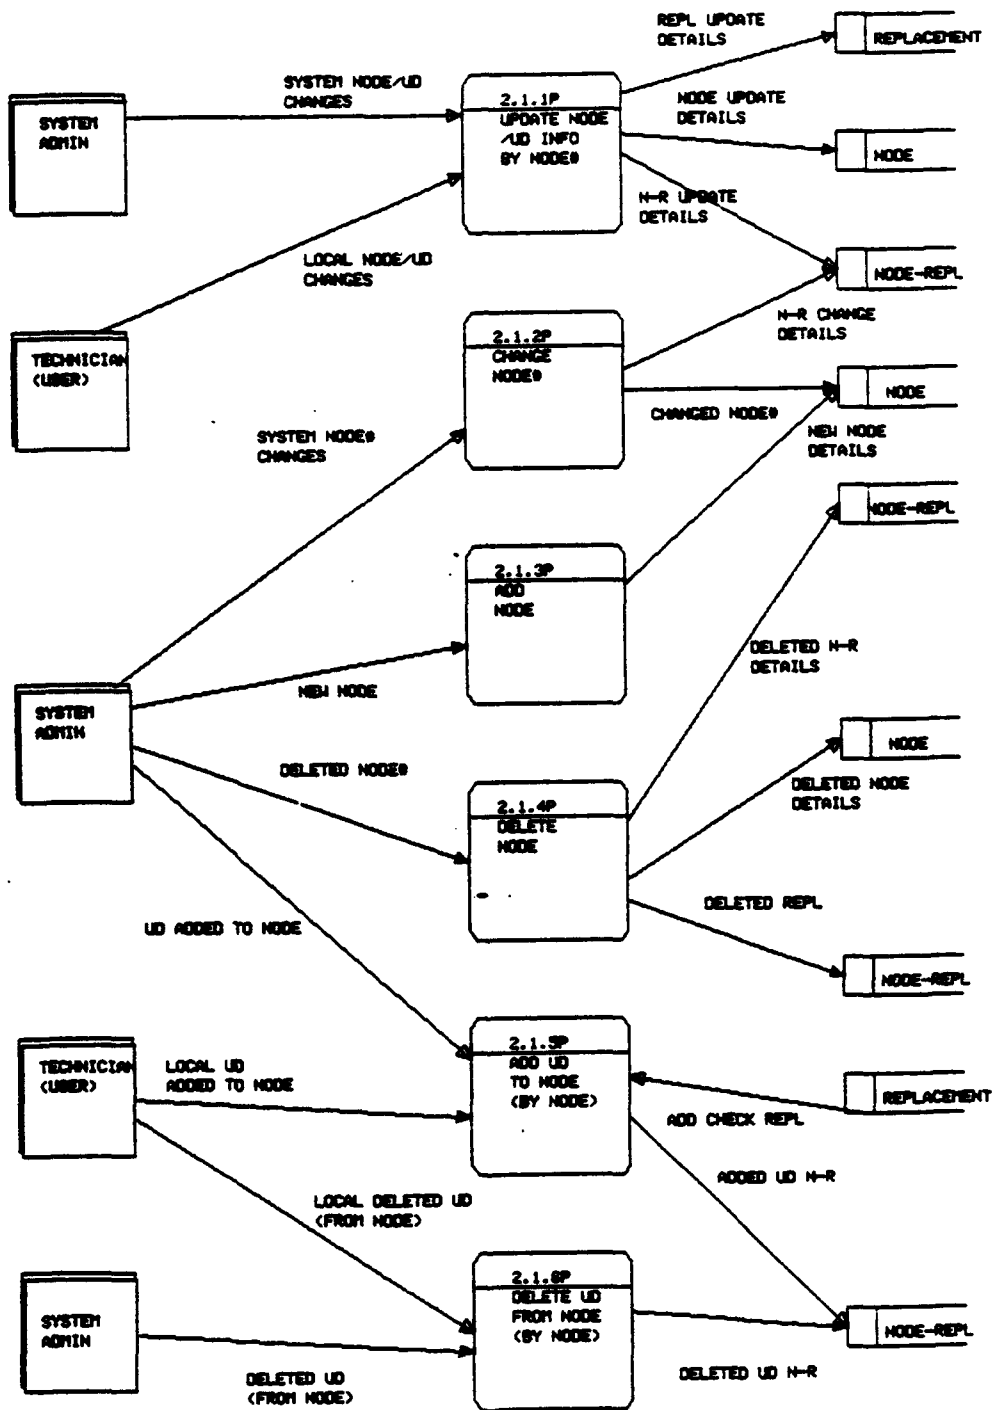 REPL UPDATE
DETAILS
REPLACEMENT
SYSTEM NODE/UD
CHANGES
SYSTEM
ADMIN
2.1.1P
UPDATE NODE
/UD INFO
BY NODE#
NODE UPDATE
DETAILS
NODE
N-R UPDATE
DETAILS
LOCAL NODE/UD
CHANGES
NODE-REPL
TECHNICIAN
(USER)
2.1.2P
CHANGE
NODE#
N-R CHANGE
DETAILS
NODE
CHANGED NODE#
SYSTEM NODE#
CHANGES
NEW NODE
DETAILS
NODE-REPL
2.1.3P
ADD
NODE
DELETED N-R
DETAILS
NEW NODE
SYSTEM
ADMIN
NODE
DELETED NODE#
DELETED NODE
DETAILS
2.1.4P
DELETE
NODE
DELETED REPL
UD ADDED TO NODE
NODE-REPL
TECHNICIAN
(USER)
LOCAL UD
ADDED TO NODE
2.1.5P
ADD UD
TO NODE
(BY NODE)
REPLACEMENT
ADD CHECK REPL
ADDED UD N-R
LOCAL DELETED UD
(FROM NODE)
2.1.6P
DELETE UD
FROM NODE
(BY NODE)
SYSTEM
ADMIN
NODE-REPL
DELETED UD
(FROM NODE)
DELETED UD N-R